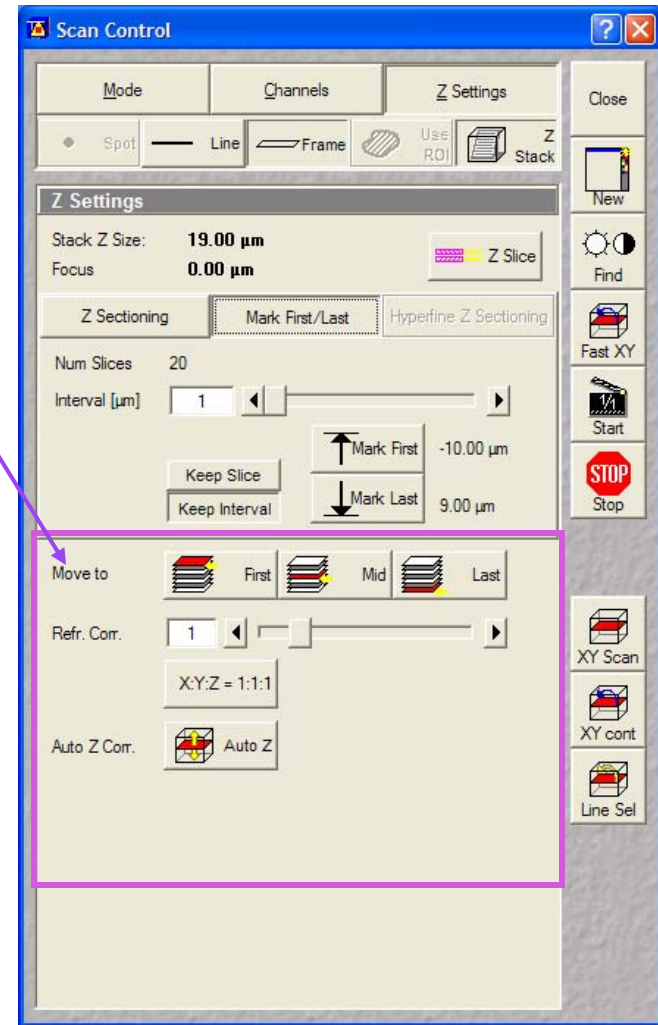 Scan Control
Mode Channels Z Settings Close
Spot Line Frame Use ROI Z Stack
New
Z Settings
Stack Z Size: 19.00 µm
Focus 0.00 µm
Z Slice
Find
Z Sectioning Mark First/Last Hyperfine Z Sectioning
Fast XY
Num Slices 20
Interval [µm] 1
1/1
Start
Mark First -10.00 µm
Keep Slice
Keep Interval
Mark Last 9.00 µm
STOP
Stop
Move to First Mid Last
Refr. Corr. 1
XY Scan
X:Y:Z = 1:1:1
Auto Z Corr. Auto Z
XY cont
Line Sel